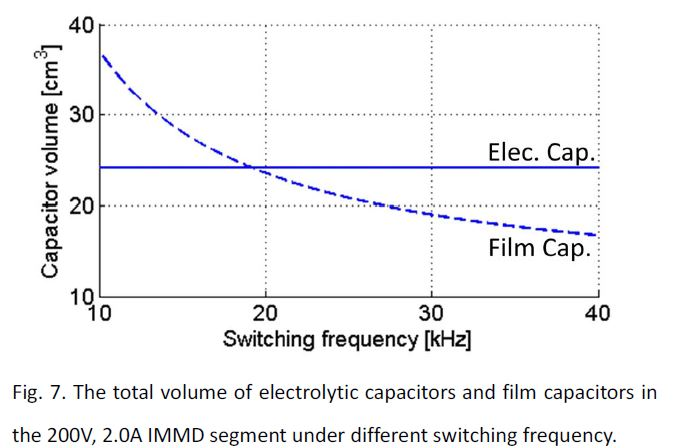 40
30
20
10
Capacitor volume [cm³]
Elec. Cap.
Film Cap.
10
20
30
40
Switching frequency [kHz]
Fig. 7. The total volume of electrolytic capacitors and film capacitors in
the 200V, 2.0A IMMD segment under different switching frequency.